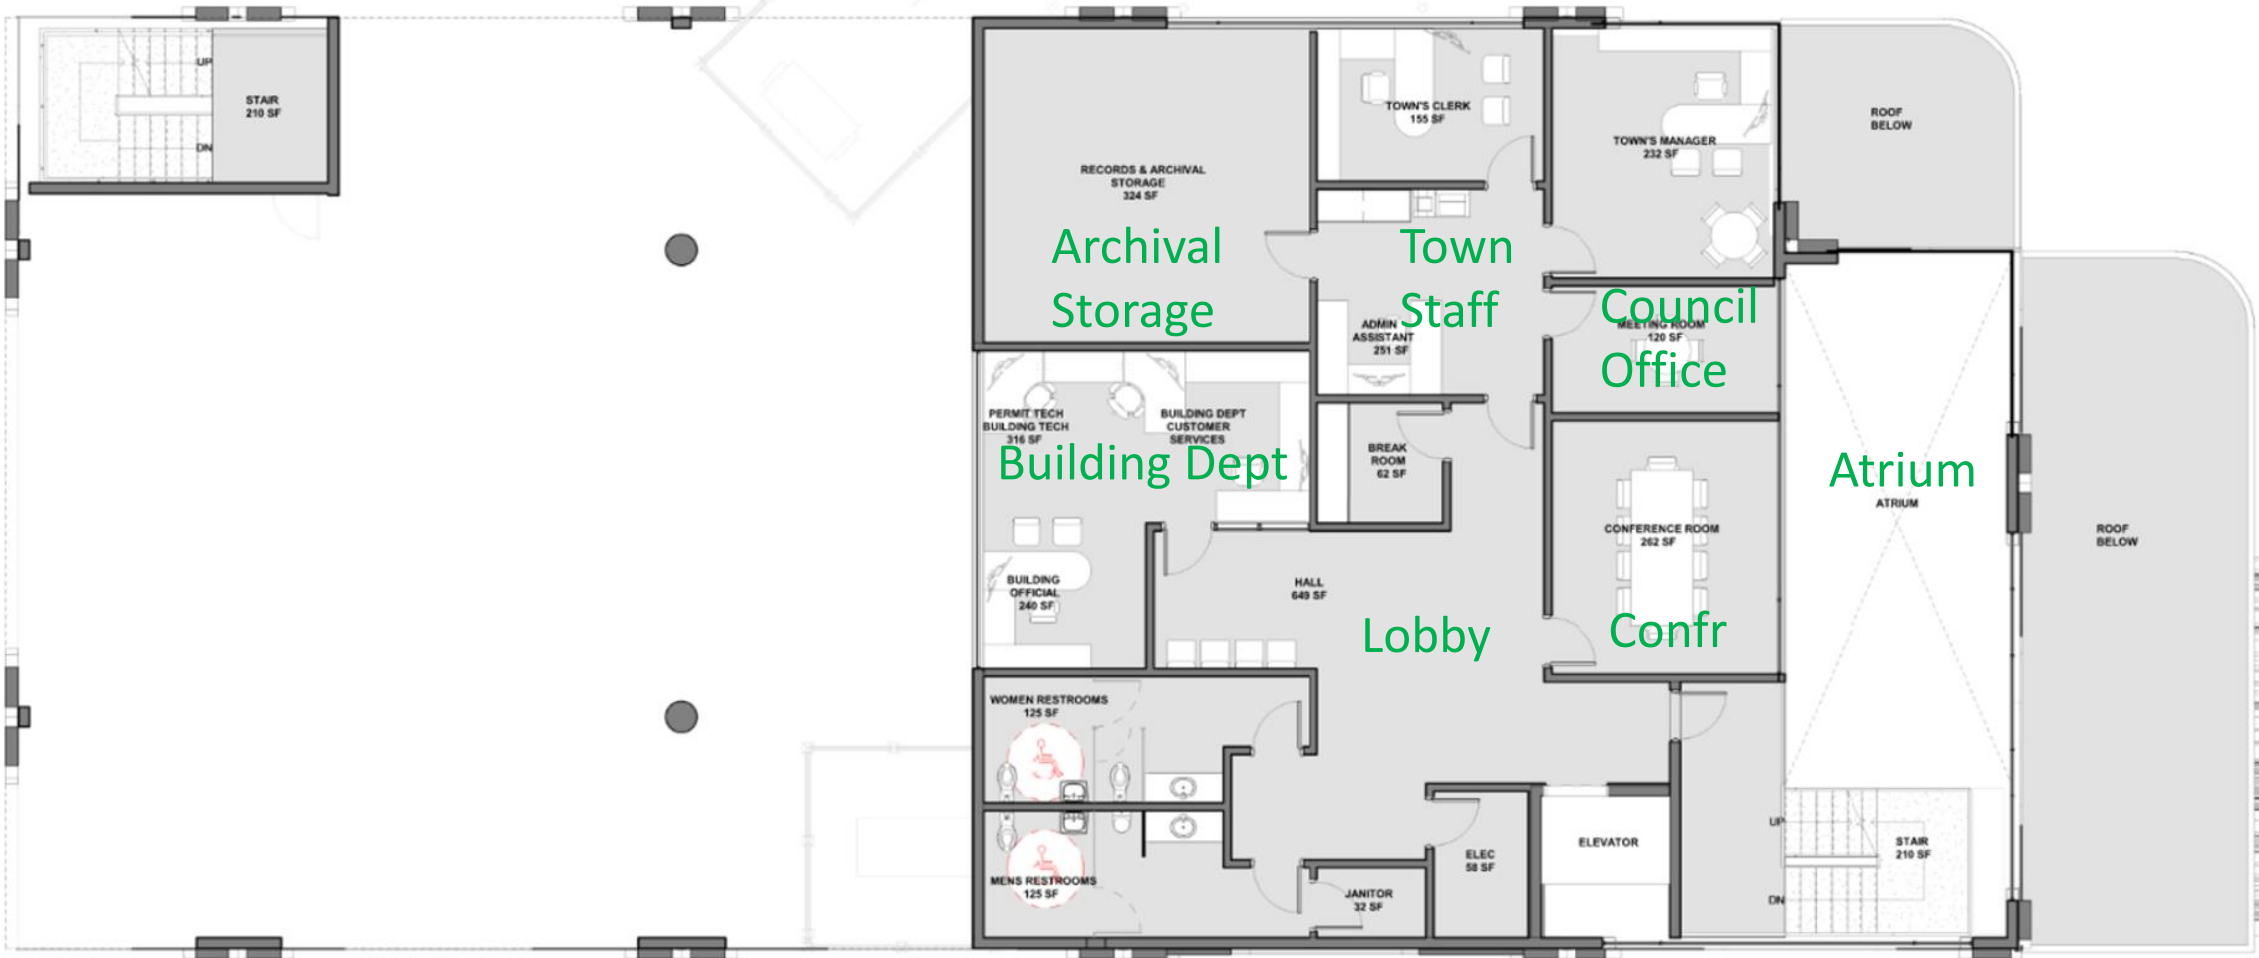 UP
STAIR
210 SF
DN
RECORDS & ARCHIVAL
STORAGE
324 SF
Archival
Storage
TOWN'S CLERK
155 SF
TOWN'S MANAGER
232 SF
ROOF
BELOW
Town
Staff
ADMIN
ASSISTANT
251 SF
Council
Office
MEETING ROOM
120 SF
PERMIT TECH
BUILDING TECH
316 SF
BUILDING DEPT
CUSTOMER
SERVICES
Building Dept
BREAK
ROOM
62 SF
Atrium
ATRIUM
CONFERENCE ROOM
262 SF
ROOF
BELOW
BUILDING
OFFICIAL
240 SF
HALL
649 SF
Lobby
Confr
WOMEN RESTROOMS
125 SF
MENS RESTROOMS
125 SF
JANITOR
32 SF
ELEC
58 SF
ELEVATOR
UP
STAIR
210 SF
DN